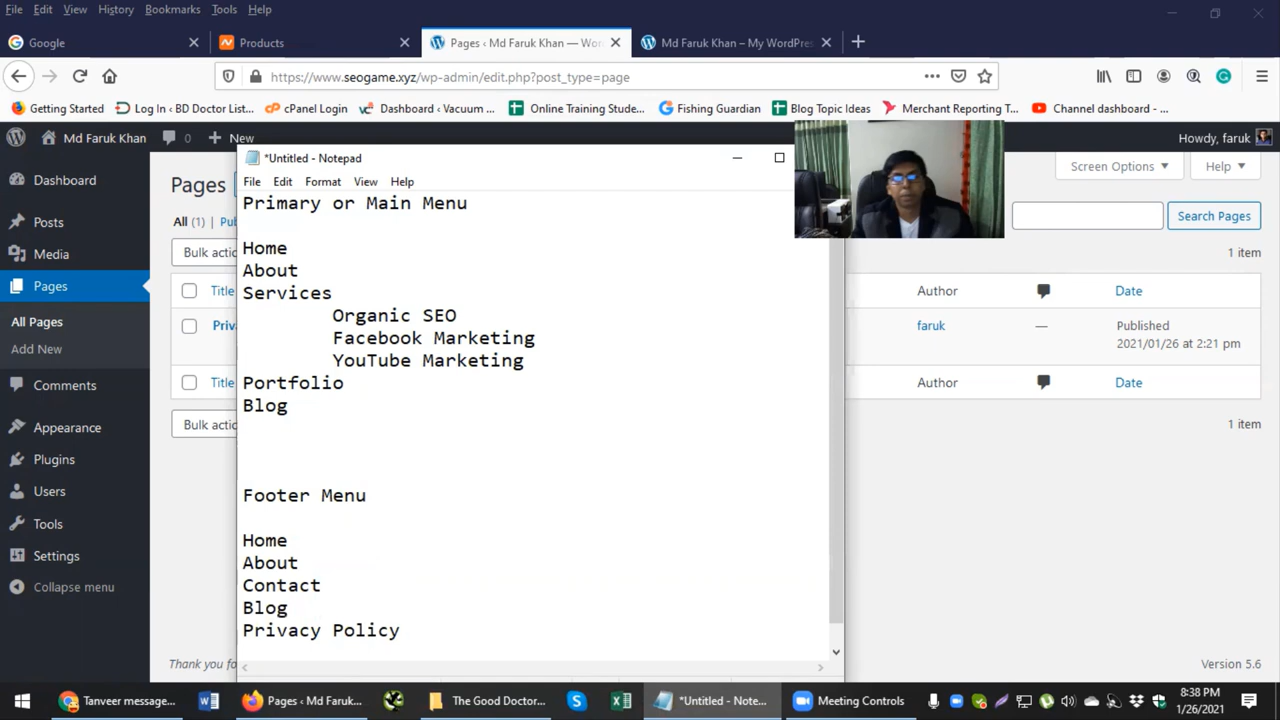 File Edit View History Bookmarks Tools Help
Google Products Pages ‹ Md Faruk Khan — Wor Md Faruk Khan – My WordPres
https://www.seogame.xyz/wp-admin/edit.php?post_type=page
Getting Started Log In ‹ BD Doctor List... cPanel Login Dashboard ‹ Vacuum ... Online Training Stude... Fishing Guardian Blog Topic Ideas Merchant Reporting T... Channel dashboard - ...
Md Faruk Khan 0 New Howdy, faruk
Dashboard
Posts
Media
Pages
All Pages
Add New
Comments
Appearance
Plugins
Users
Tools
Settings
Collapse menu
Pages
Screen Options Help
All (1)
Search Pages
Bulk
1 item
Title
Author Date
faruk — Published
2021/01/26 at 2:21 pm
Title
Author Date
Bulk
1 item
Thank you
Version 5.6
*Untitled - Notepad
File Edit Format View Help
Primary or Main Menu
Home
About
Services
Organic SEO
Facebook Marketing
YouTube Marketing
Portfolio
Blog
Footer Menu
Home
About
Contact
Blog
Privacy Policy
Tanveer message... Pages ‹ Md Faruk... The Good Doctor... *Untitled - Note... Meeting Controls 8:38 PM
1/26/2021